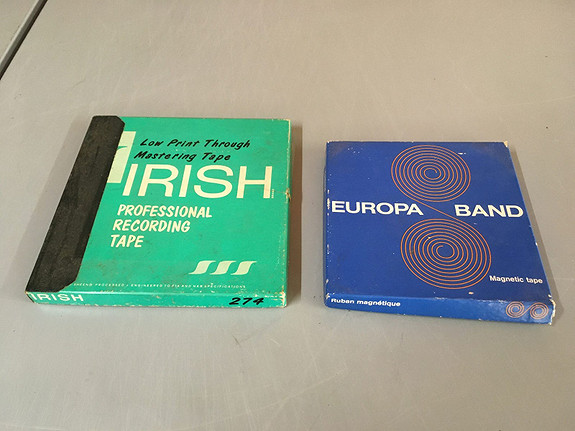 Low Print Through
Mastering Tape
IRISH
PROFESSIONAL
RECORDING
TAPE
IRISH
274
EUROPA BAND
Magnetic tape
Ruban magnétique